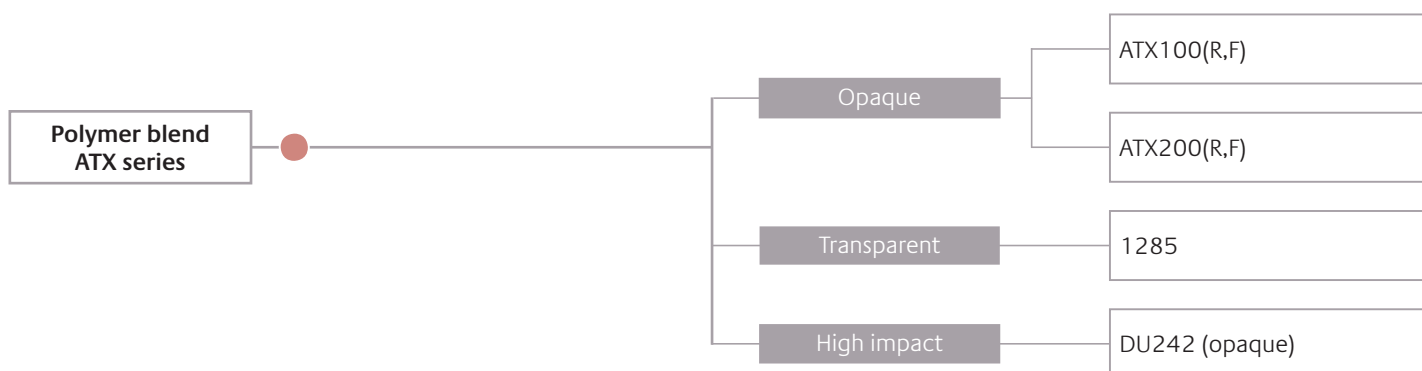 Polymer blend
ATX series
Opaque
ATX100(R,F)
ATX200(R,F)
Transparent
1285
High impact
DU242 (opaque)